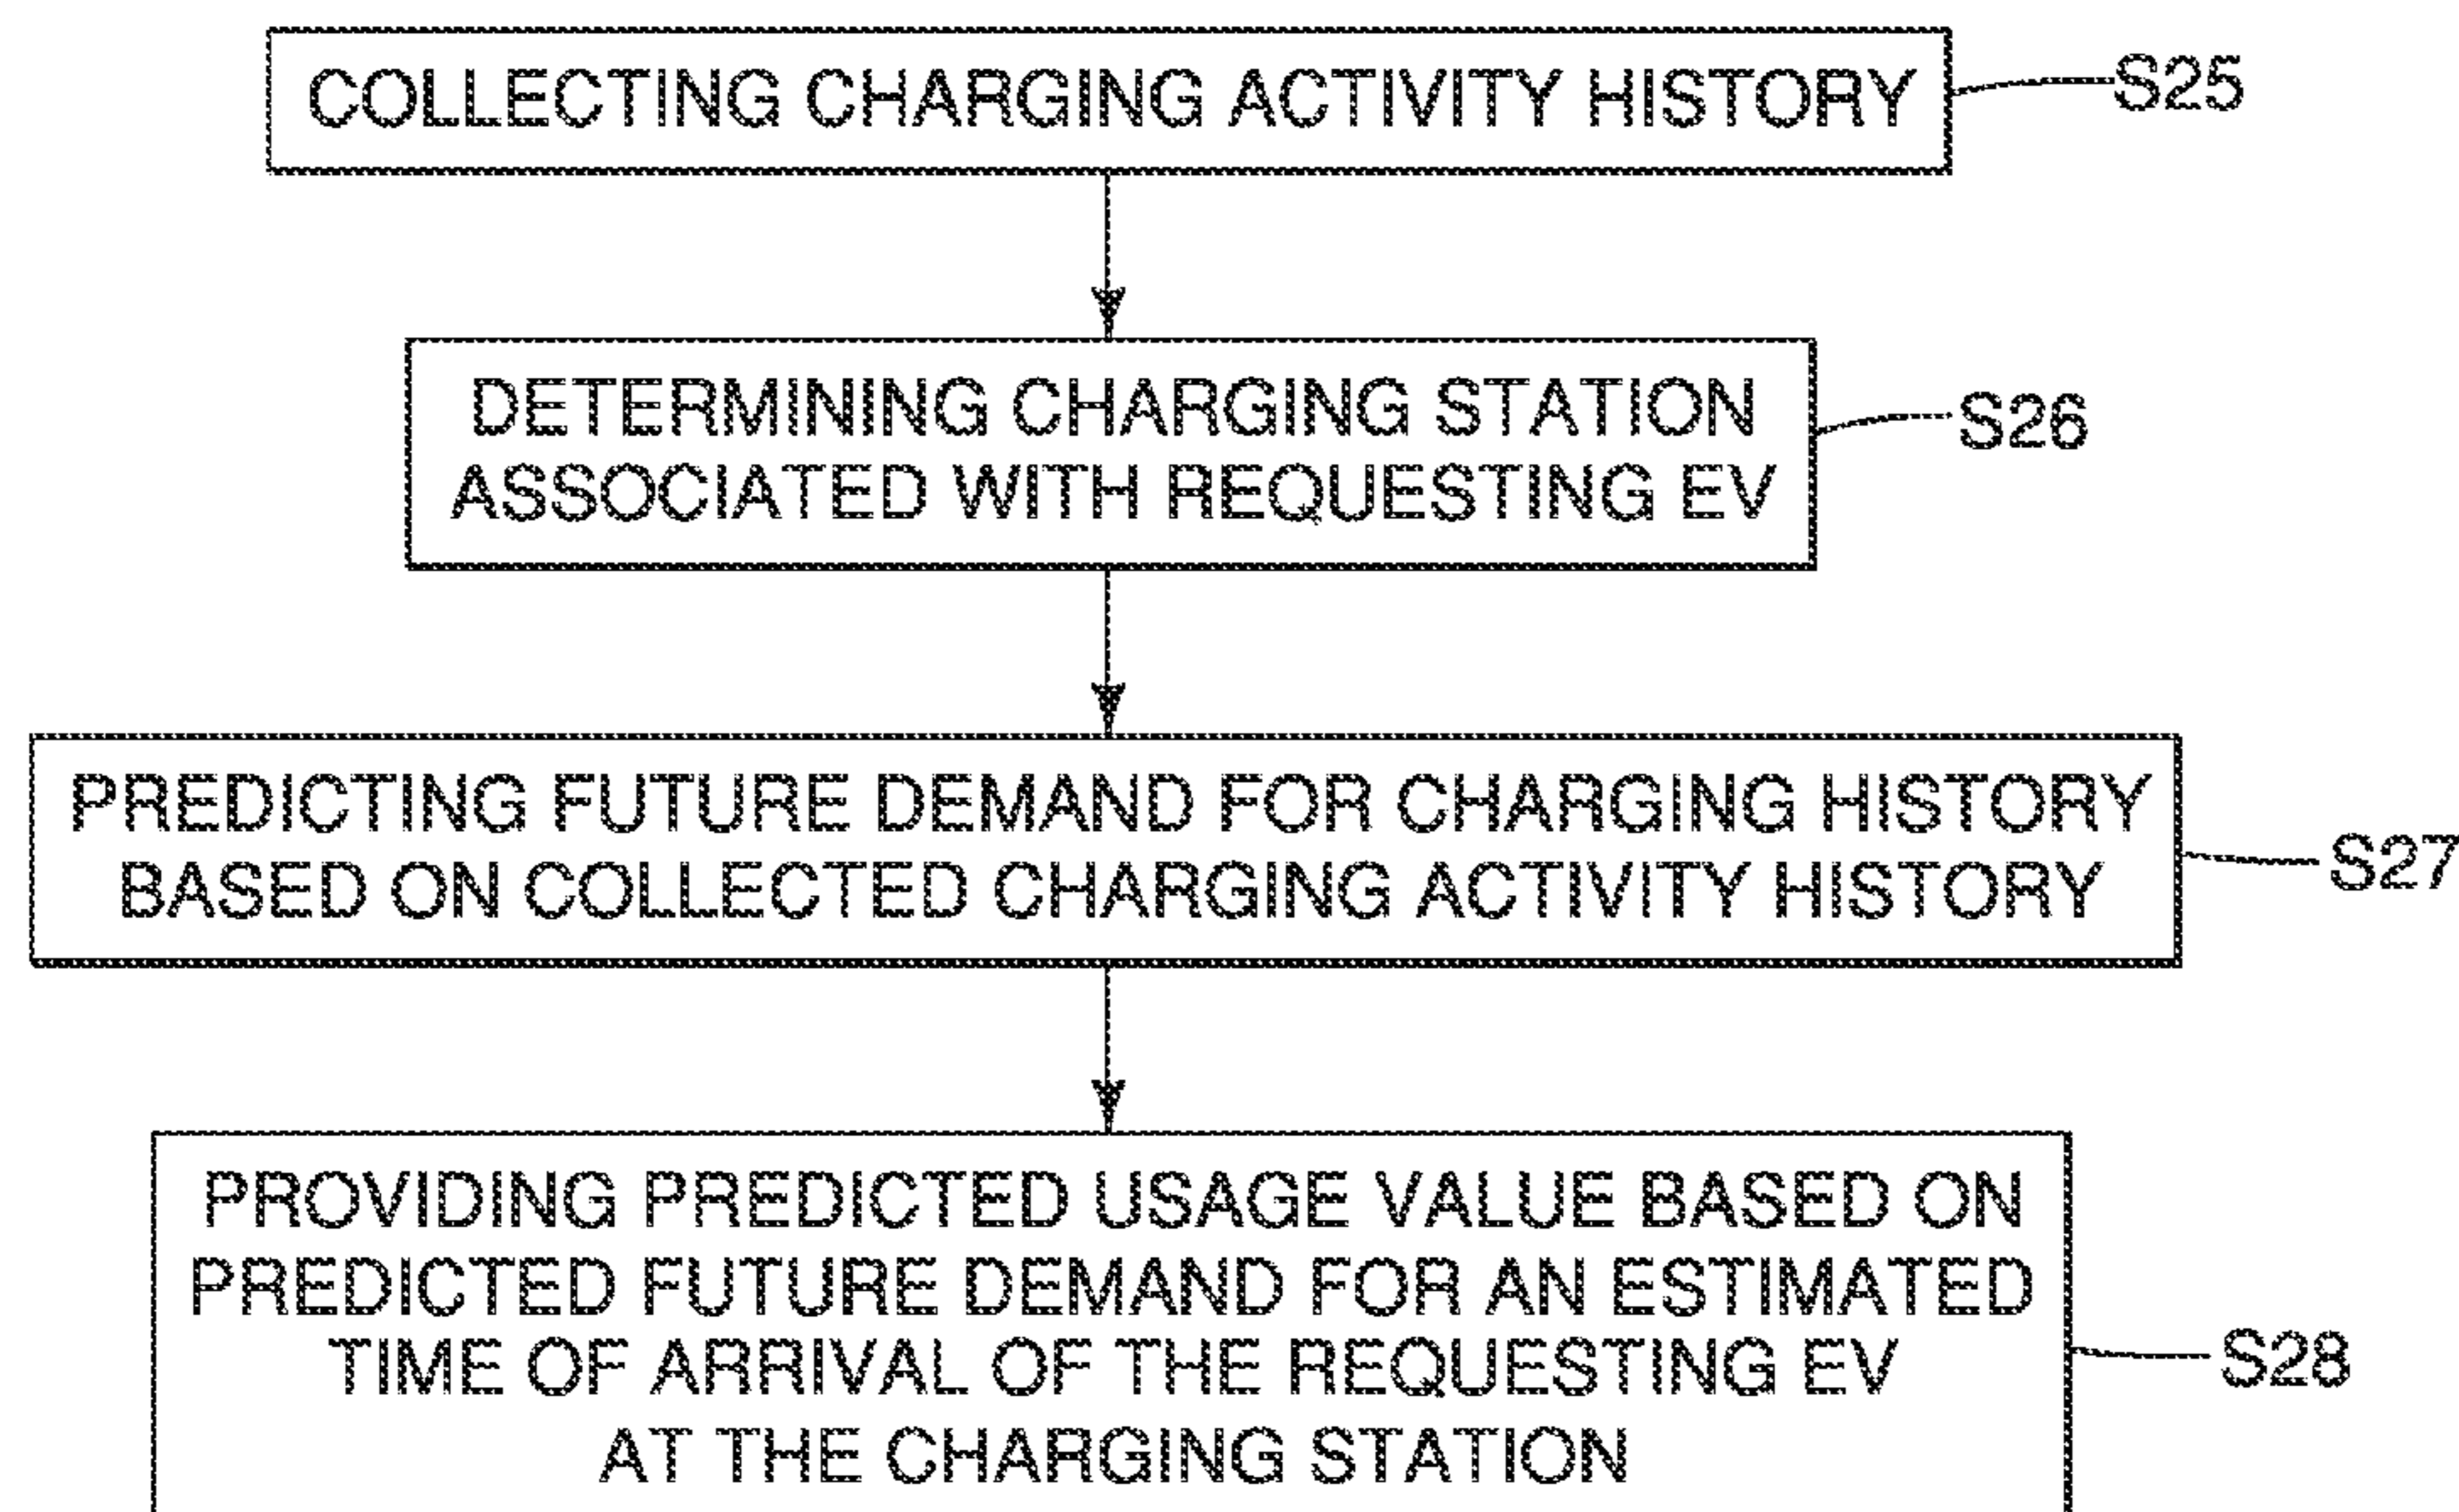 COLLECTING CHARGING ACTIVITY HISTORY
S25
DETERMINING CHARGING STATION
ASSOCIATED WITH REQUESTING EV
S26
PREDICTING FUTURE DEMAND FOR CHARGING HISTORY
BASED ON COLLECTED CHARGING ACTIVITY HISTORY
S27
PROVIDING PREDICTED USAGE VALUE BASED ON
PREDICTED FUTURE DEMAND FOR AN ESTIMATED
TIME OF ARRIVAL OF THE REQUESTING EV
AT THE CHARGING STATION
S28